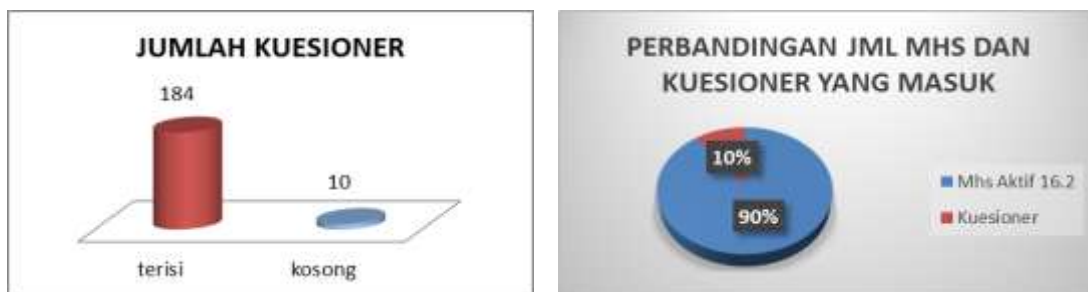 JUMLAH KUESIONER
184
10
terisi
kosong
PERBANDINGAN JML MHS DAN
KUESIONER YANG MASUK
10%
90%
Mhs Aktif 16.2
Kuesioner